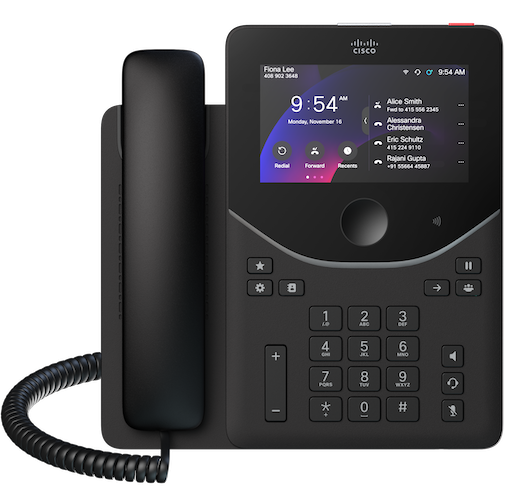 CISCO
Fiona Lee
408 902 3648
9:54 AM
9:54 AM
Monday, November 16
Redial
Forward
Recents
Alice Smith
Fwd to 415 556 2345
Alessandra
Christensen
Eric Schultz
415 224 9110
Rajani Gupta
+91 55664 45887
1 2 ABC 3 DEF
4 GHI 5 JKL 6 MNO
7 PQRS 8 TUV 9 WXYZ
* + 0 #
+
−